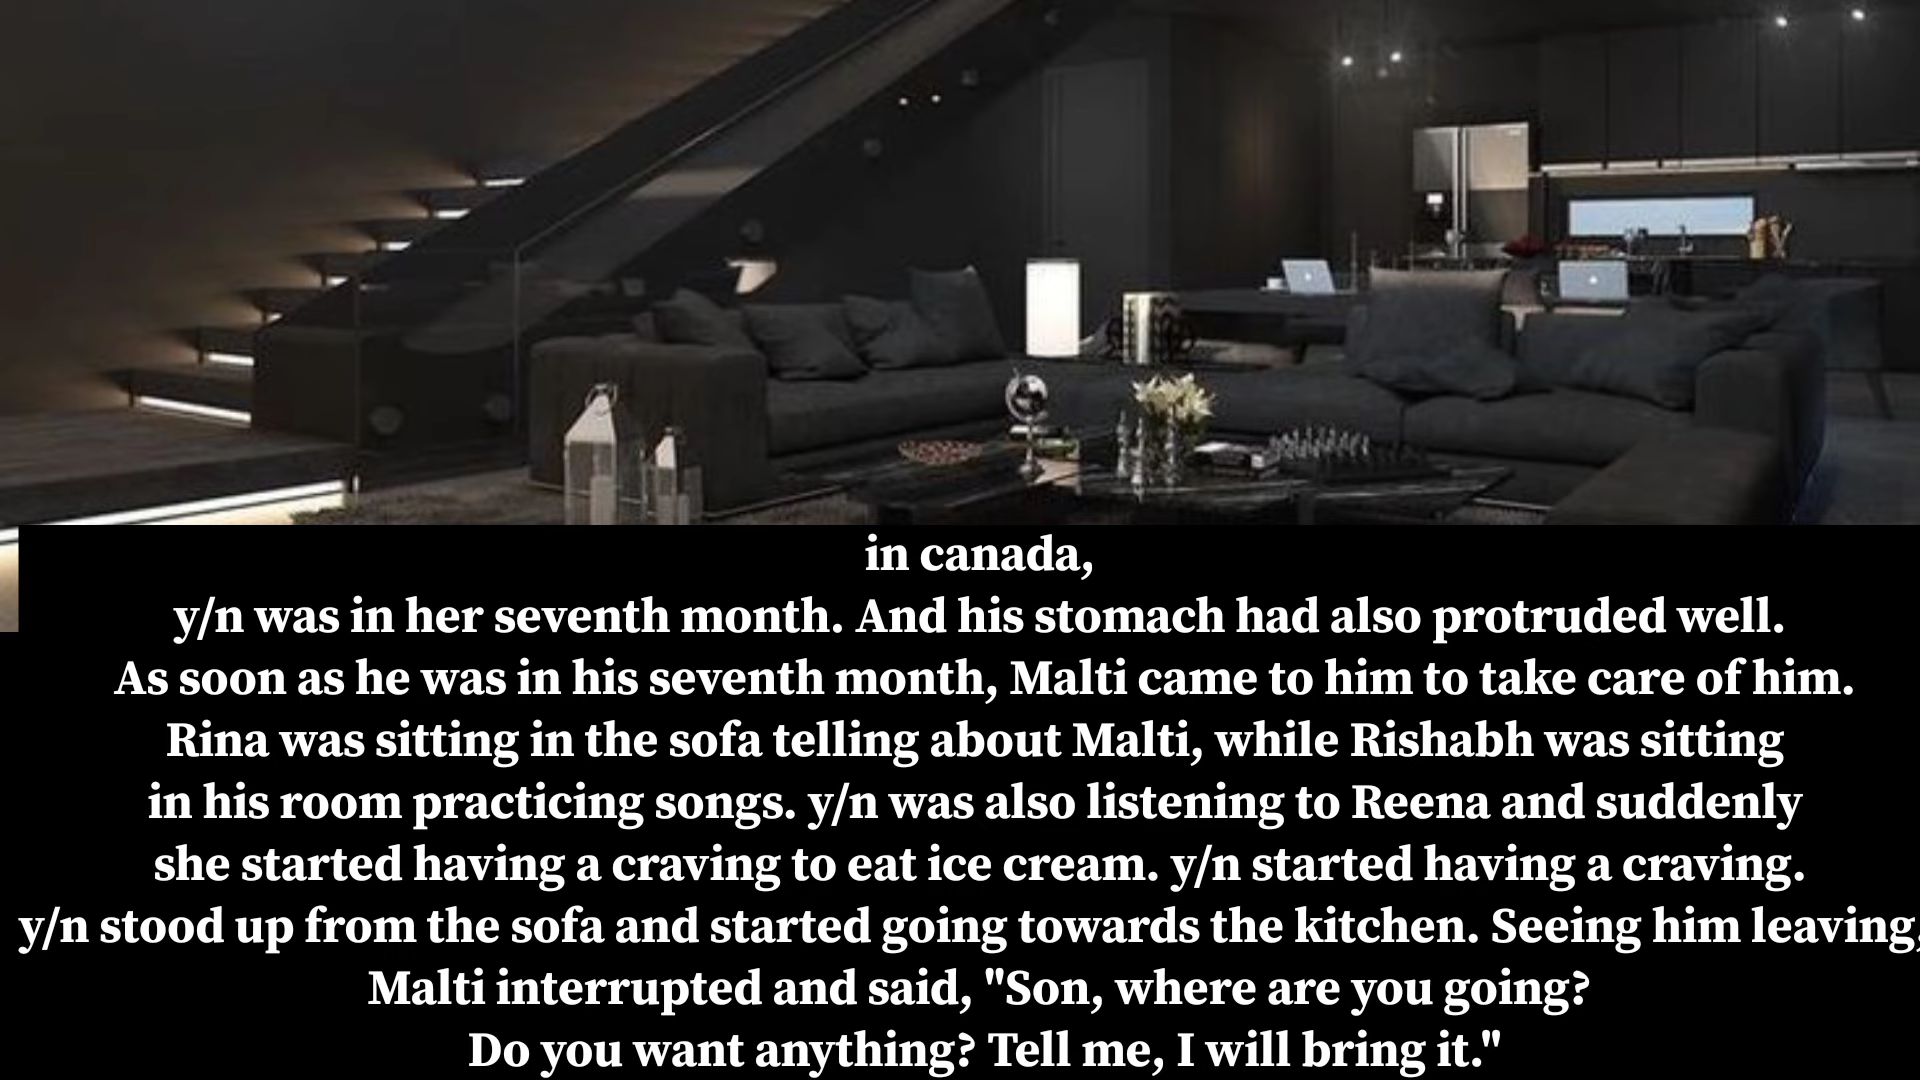 in canada,
y/n was in her seventh month. And his stomach had also protruded well.
As soon as he was in his seventh month, Malti came to him to take care of him.
Rina was sitting in the sofa telling about Malti, while Rishabh was sitting
in his room practicing songs. y/n was also listening to Reena and suddenly
she started having a craving to eat ice cream. y/n started having a craving.
y/n stood up from the sofa and started going towards the kitchen. Seeing him leaving,
Malti interrupted and said, "Son, where are you going?
Do you want anything? Tell me, I will bring it."